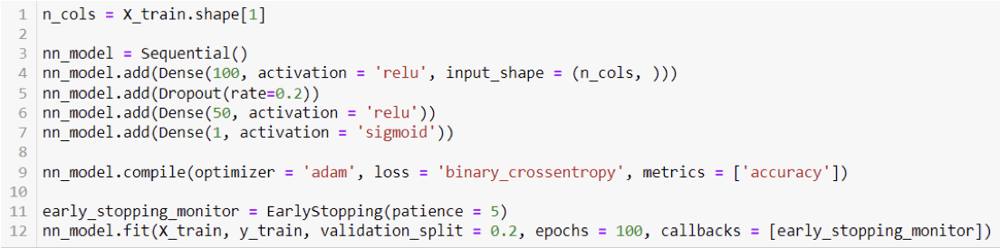 1 n_cols = X_train.shape[1]
2
3 nn_model = Sequential()
4 nn_model.add(Dense(100, activation = 'relu', input_shape = (n_cols, )))
5 nn_model.add(Dropout(rate=0.2))
6 nn_model.add(Dense(50, activation = 'relu'))
7 nn_model.add(Dense(1, activation = 'sigmoid'))
8
9 nn_model.compile(optimizer = 'adam', loss = 'binary_crossentropy', metrics = ['accuracy'])
10
11 early_stopping_monitor = EarlyStopping(patience = 5)
12 nn_model.fit(X_train, y_train, validation_split = 0.2, epochs = 100, callbacks = [early_stopping_monitor])